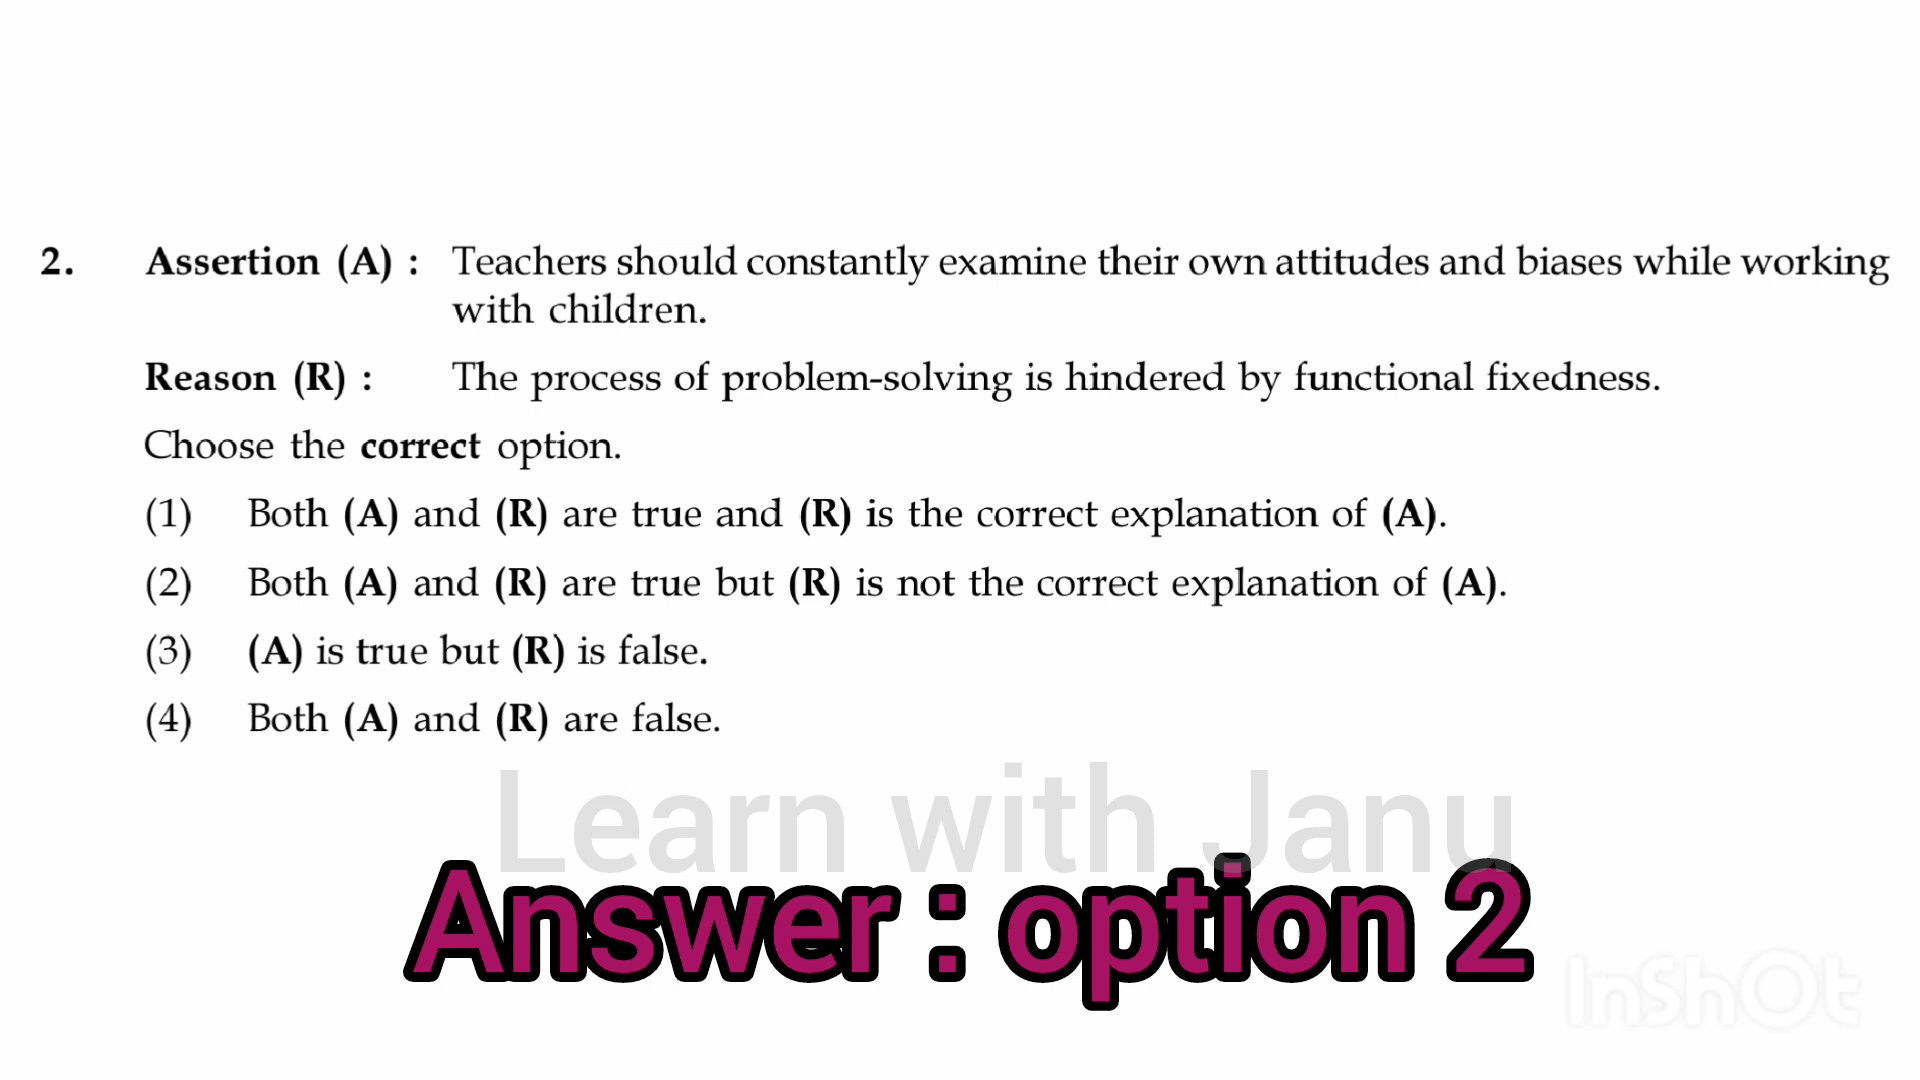 2. Assertion (A) : Teachers should constantly examine their own attitudes and biases while working
with children.
Reason (R) : The process of problem-solving is hindered by functional fixedness.
Choose the correct option.
(1) Both (A) and (R) are true and (R) is the correct explanation of (A).
(2) Both (A) and (R) are true but (R) is not the correct explanation of (A).
(3) (A) is true but (R) is false.
(4) Both (A) and (R) are false.
Learn with Janu
Answer : option 2
InShOt